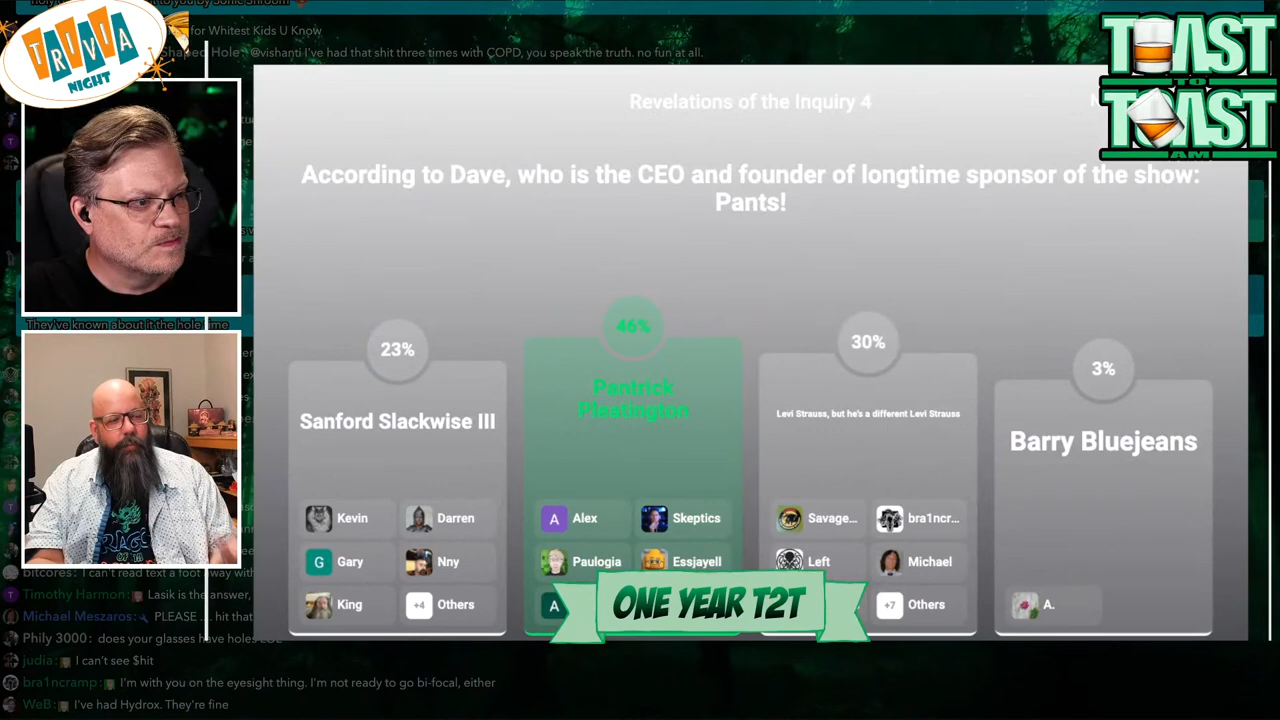 TRIVIA
NIGHT
for Whitest Kids U Know
Shaped Hole: @vishanti I've had that shit three times with COPD, you speak the truth. no fun at all.
TOAST
TO
TOAST
AM
Revelations of the Inquiry 4
According to Dave, who is the CEO and founder of longtime sponsor of the show:
Pants!
They've known about it the hole time
23%
46%
30%
3%
Sanford Slackwise III
Pantrick
Plestington
Levi Strauss, but he's a different Levi Strauss
Barry Bluejeans
Kevin
Darren
A
Alex
Skeptics
Savage...
bra1ncr...
G
Gary
Nny
Paulogia
Essjayell
Left
Michael
King
+4
Others
A
+7
Others
A.
ONE YEAR T2T
bitcores: I can't read text a foot away with
T
Timothy Harmon: Lasik is the answer,
Michael Meszaros: PLEASE ... hit that
Phily 3000: does your glasses have holes LOL
judia: I can't see $hit
bra1ncramp: I'm with you on the eyesight thing. I'm not ready to go bi-focal, either
WeB: I've had Hydrox. They're fine